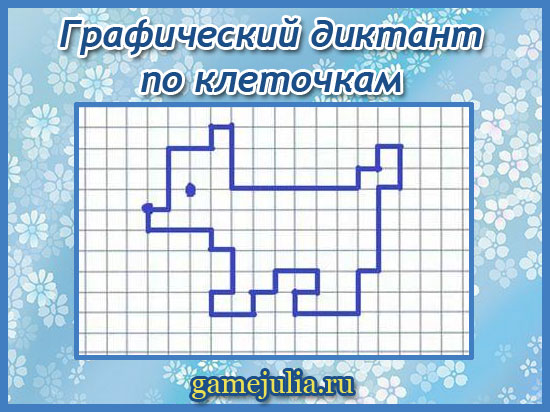 Графический диктант
по клеточкам
gamejulia.ru